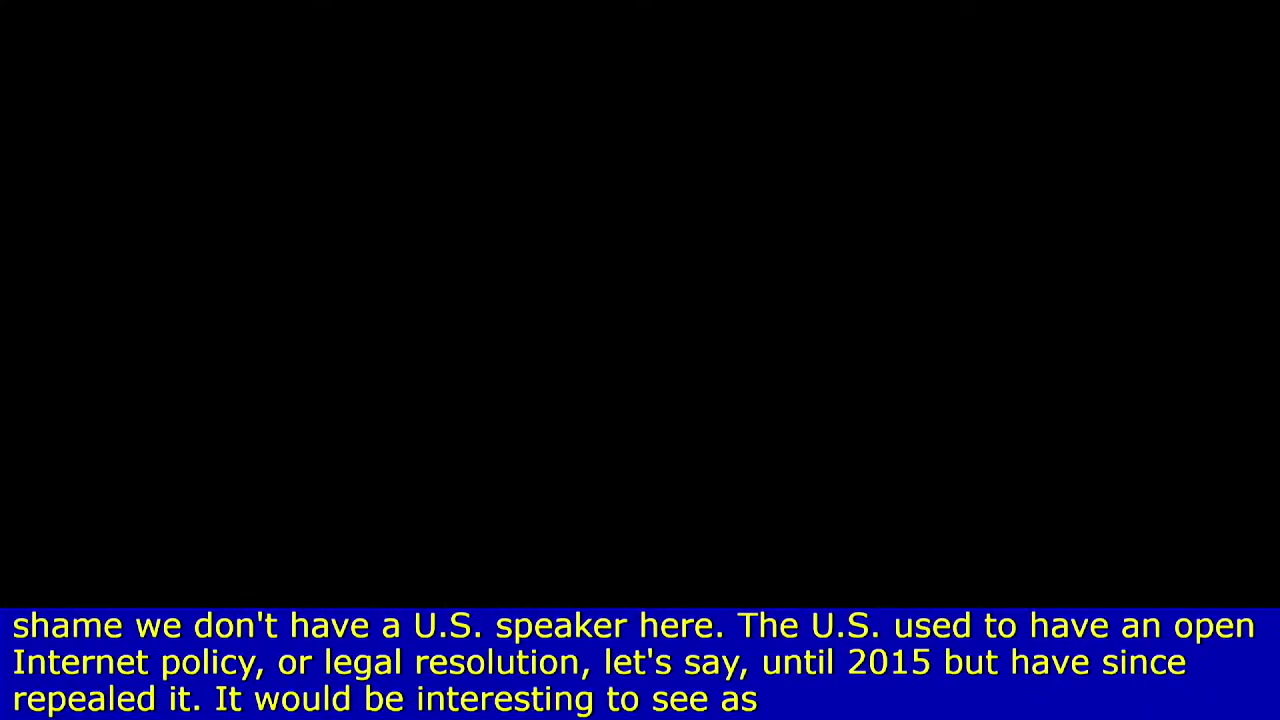 shame we don't have a U.S. speaker here. The U.S. used to have an open
Internet policy, or legal resolution, let's say, until 2015 but have since
repealed it. It would be interesting to see as